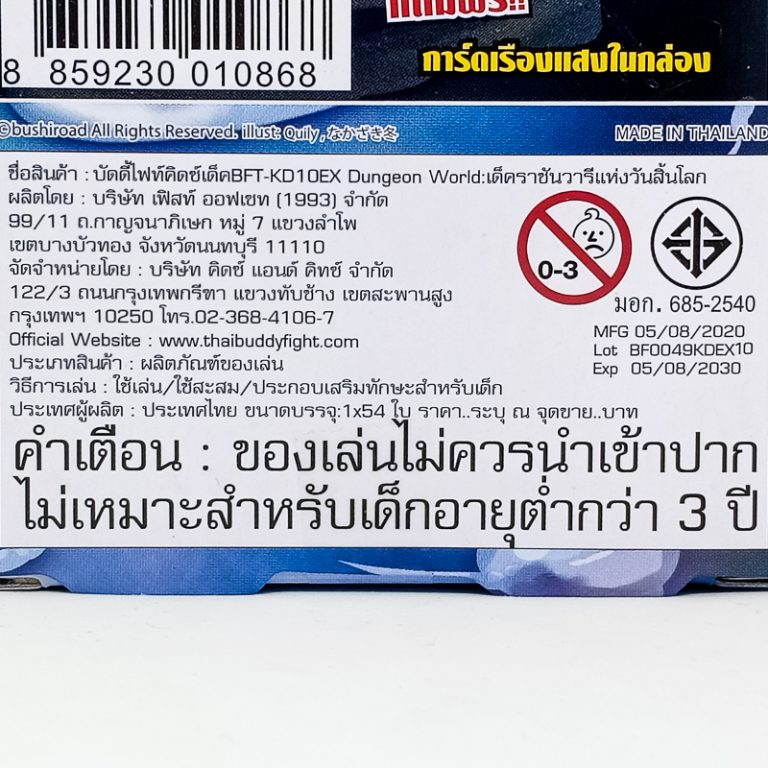 แถมฟรี!!
การ์ดเรืองแสงในกล่อง
8 859230 010868
©bushiroad All Rights Reserved. illust: Quily , なかざき冬
MADE IN THAILAND
ชื่อสินค้า : บัดดี้ไฟท์คิดซ์เด็คBFT-KD10EX Dungeon World:เด็คราชันวารีแห่งวันสิ้นโลก
ผลิตโดย : บริษัท เฟิสท์ ออฟเซท (1993) จำกัด
99/11 ถ.กาญจนาภิเษก หมู่ 7 แขวงลำโพ
เขตบางบัวทอง จังหวัดนนทบุรี 11110
จัดจำหน่ายโดย : บริษัท คิดซ์ แอนด์ คิทซ์ จำกัด
122/3 ถนนกรุงเทพกรีฑา แขวงทับช้าง เขตสะพานสูง
กรุงเทพฯ 10250 โทร.02-368-4106-7
Official Website : www.thaibuddyfight.com
ประเภทสินค้า : ผลิตภัณฑ์ของเล่น
วิธีการเล่น : ใช้เล่น/ใช้สะสม/ประกอบเสริมทักษะสำหรับเด็ก
ประเทศผู้ผลิต : ประเทศไทย ขนาดบรรจุ:1x54 ใบ ราคา..ระบุ ณ จุดขาย..บาท
0-3
มอก. 685-2540
MFG 05/08/2020
Lot BF0049KDEX10
Exp 05/08/2030
คำเตือน : ของเล่นไม่ควรนำเข้าปาก
ไม่เหมาะสำหรับเด็กอายุต่ำกว่า 3 ปี